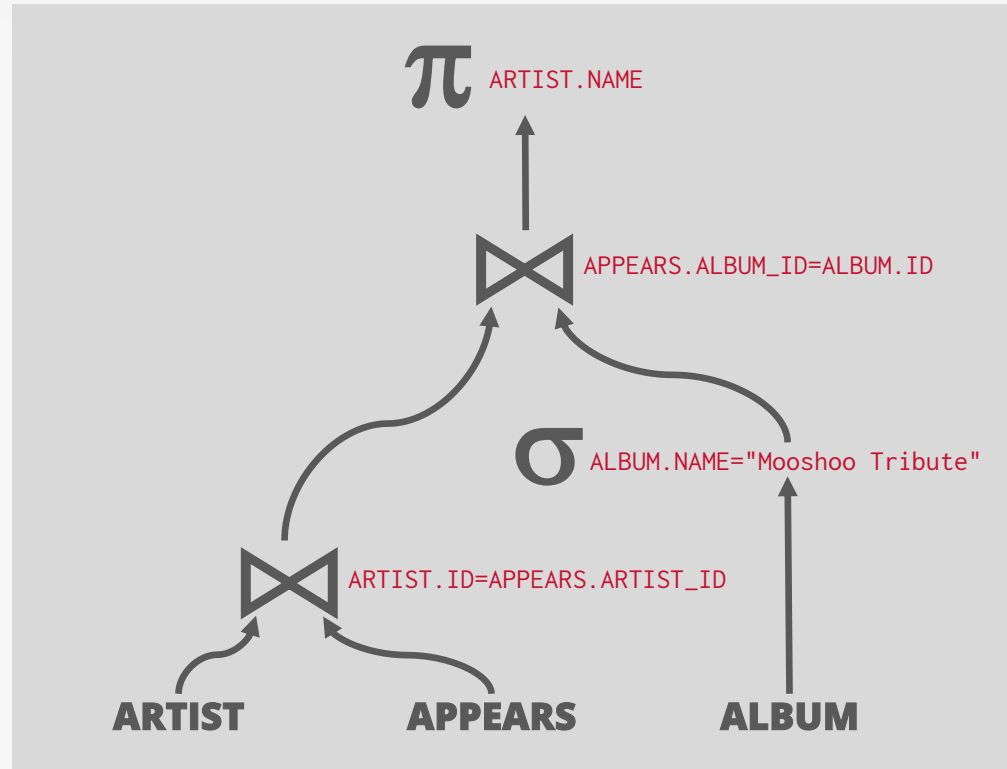 π ARTIST.NAME
⋈ APPEARS.ALBUM_ID=ALBUM.ID
σ ALBUM.NAME="Mooshoo Tribute"
⋈ ARTIST.ID=APPEARS.ARTIST_ID
ARTIST APPEARS ALBUM